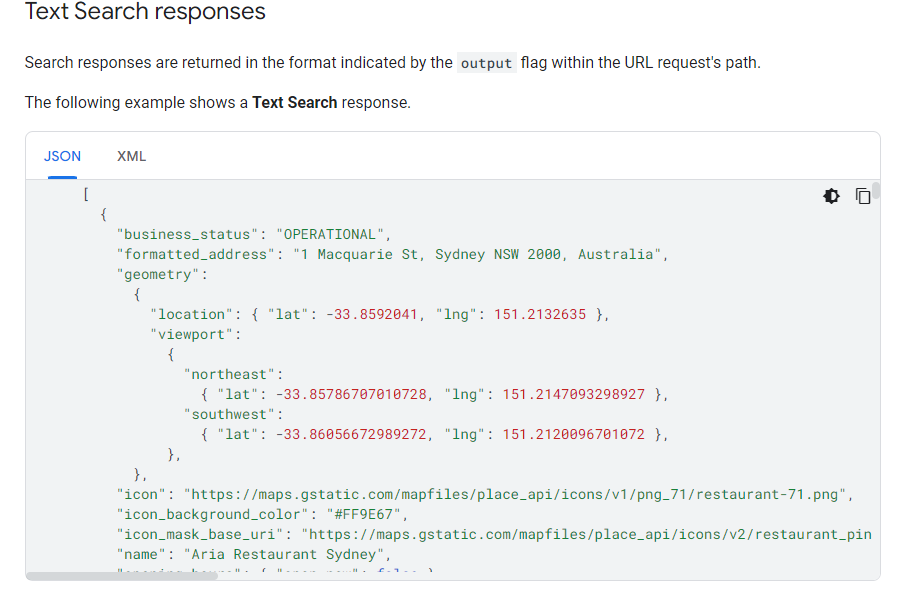 Text Search responses
Search responses are returned in the format indicated by the output flag within the URL request's path.
The following example shows a Text Search response.
JSON XML
[
{
"business_status": "OPERATIONAL",
"formatted_address": "1 Macquarie St, Sydney NSW 2000, Australia",
"geometry":
{
"location": { "lat": -33.8592041, "lng": 151.2132635 },
"viewport":
{
"northeast":
{ "lat": -33.85786707010728, "lng": 151.2147093298927 },
"southwest":
{ "lat": -33.86056672989272, "lng": 151.2120096701072 },
},
},
"icon": "https://maps.gstatic.com/mapfiles/place_api/icons/v1/png_71/restaurant-71.png",
"icon_background_color": "#FF9E67",
"icon_mask_base_uri": "https://maps.gstatic.com/mapfiles/place_api/icons/v2/restaurant_pin
"name": "Aria Restaurant Sydney",